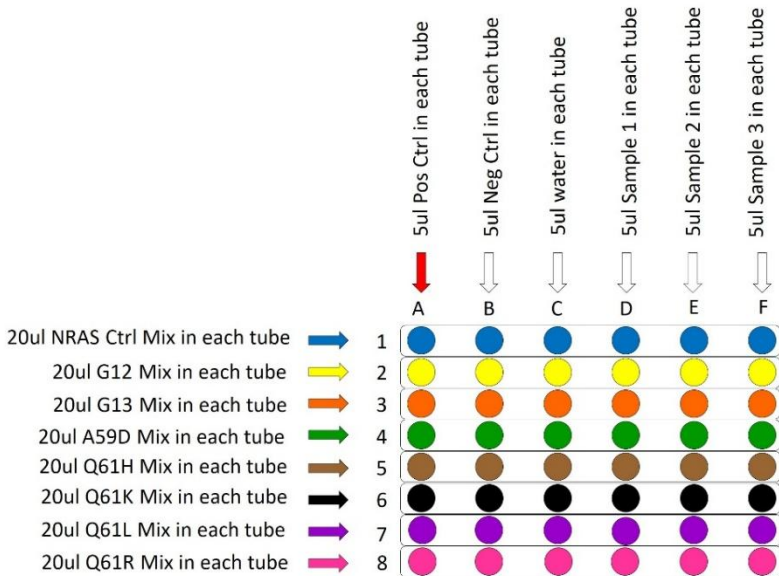 5ul Pos Ctrl in each tube
5ul Neg Ctrl in each tube
5ul water in each tube
5ul Sample 1 in each tube
5ul Sample 2 in each tube
5ul Sample 3 in each tube
A B C D E F
20ul NRAS Ctrl Mix in each tube 1
20ul G12 Mix in each tube 2
20ul G13 Mix in each tube 3
20ul A59D Mix in each tube 4
20ul Q61H Mix in each tube 5
20ul Q61K Mix in each tube 6
20ul Q61L Mix in each tube 7
20ul Q61R Mix in each tube 8